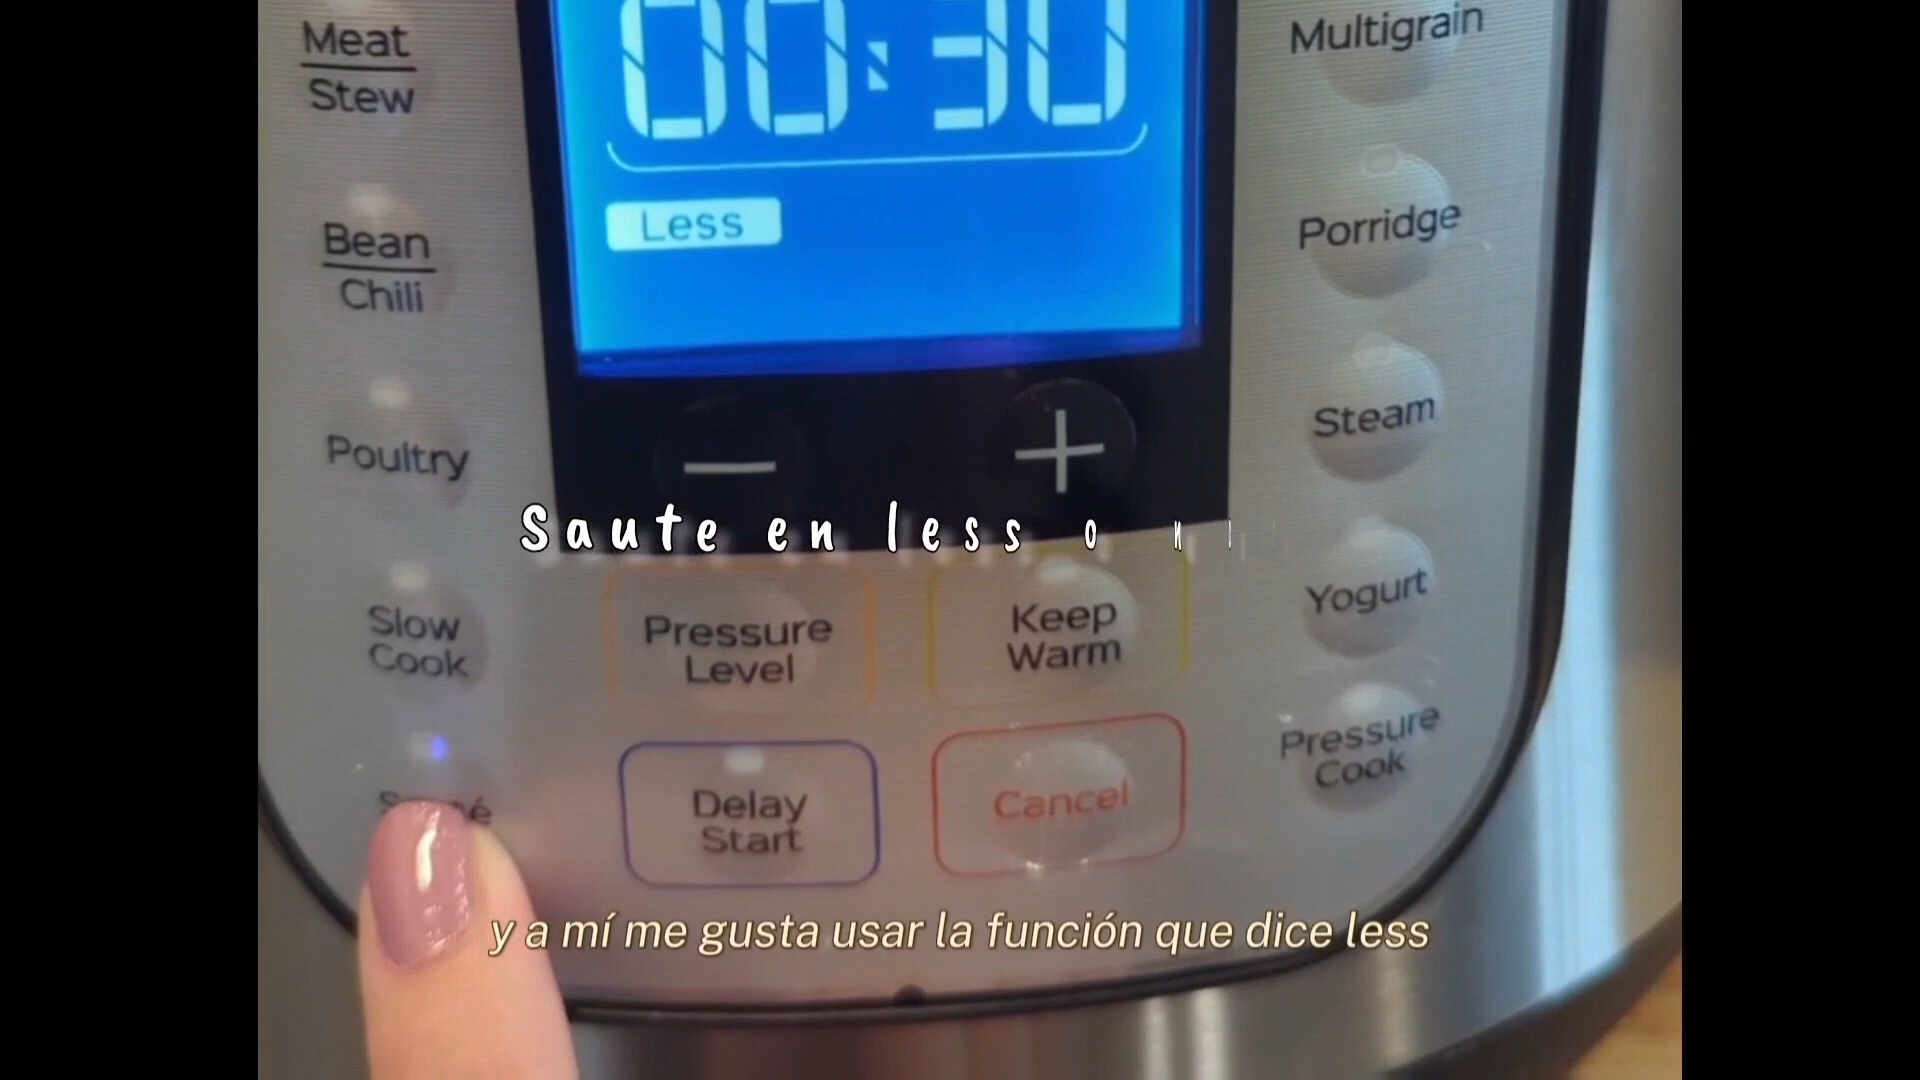 Meat
Stew
Bean
Chili
Poultry
Slow
Cook
00:30
Less
Multigrain
Porridge
Steam
Yogurt
Pressure
Cook
Saute en less o
Pressure
Level
Keep
Warm
Delay
Start
Cancel
y a mí me gusta usar la función que dice less